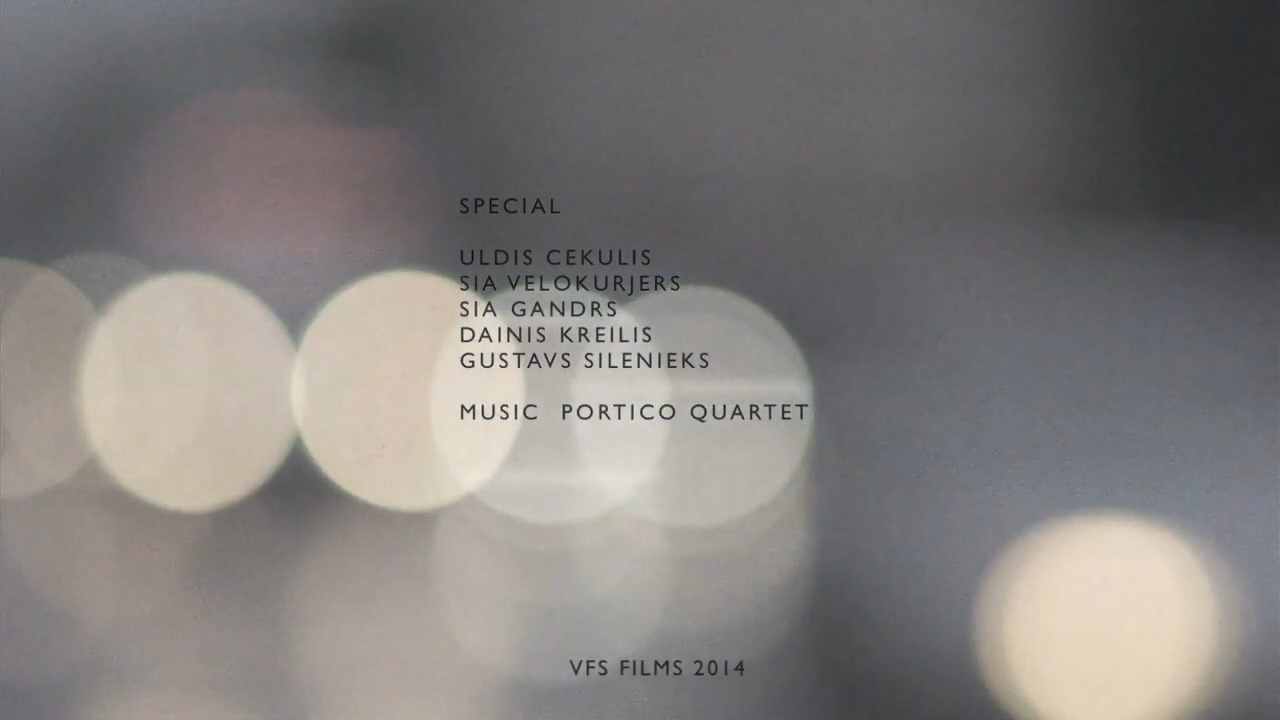 SPECIAL
ULDIS CEKULIS
SIA VELOKURJERS
SIA GANDRS
DAINIS KREILIS
GUSTAVS SILENIEKS
MUSIC PORTICO QUARTET
VFS FILMS 2014